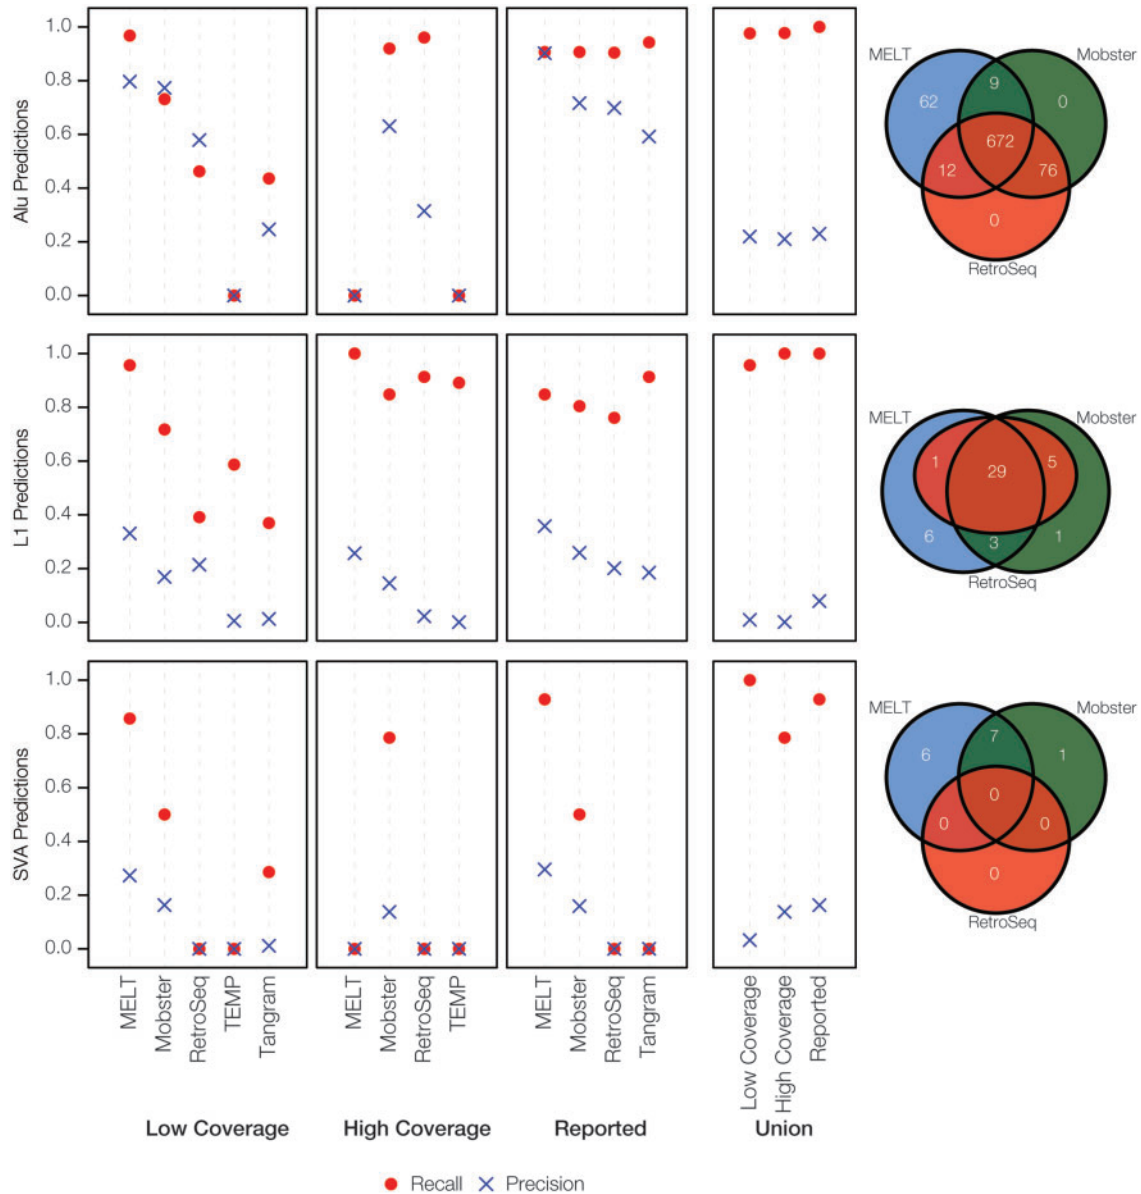 Alu Predictions
1.0
0.8
0.6
0.4
0.2
0.0
MELT
Mobster
RetroSeq
62
9
0
672
12
76
0
L1 Predictions
1.0
0.8
0.6
0.4
0.2
0.0
MELT
Mobster
RetroSeq
1
29
5
6
3
1
SVA Predictions
1.0
0.8
0.6
0.4
0.2
0.0
MELT
Mobster
RetroSeq
6
7
1
0
0
0
0
MELT
Mobster
RetroSeq
TEMP
Tangram
MELT
Mobster
RetroSeq
TEMP
MELT
Mobster
RetroSeq
Tangram
Low Coverage
High Coverage
Reported
Low Coverage
High Coverage
Reported
Union
Recall
Precision